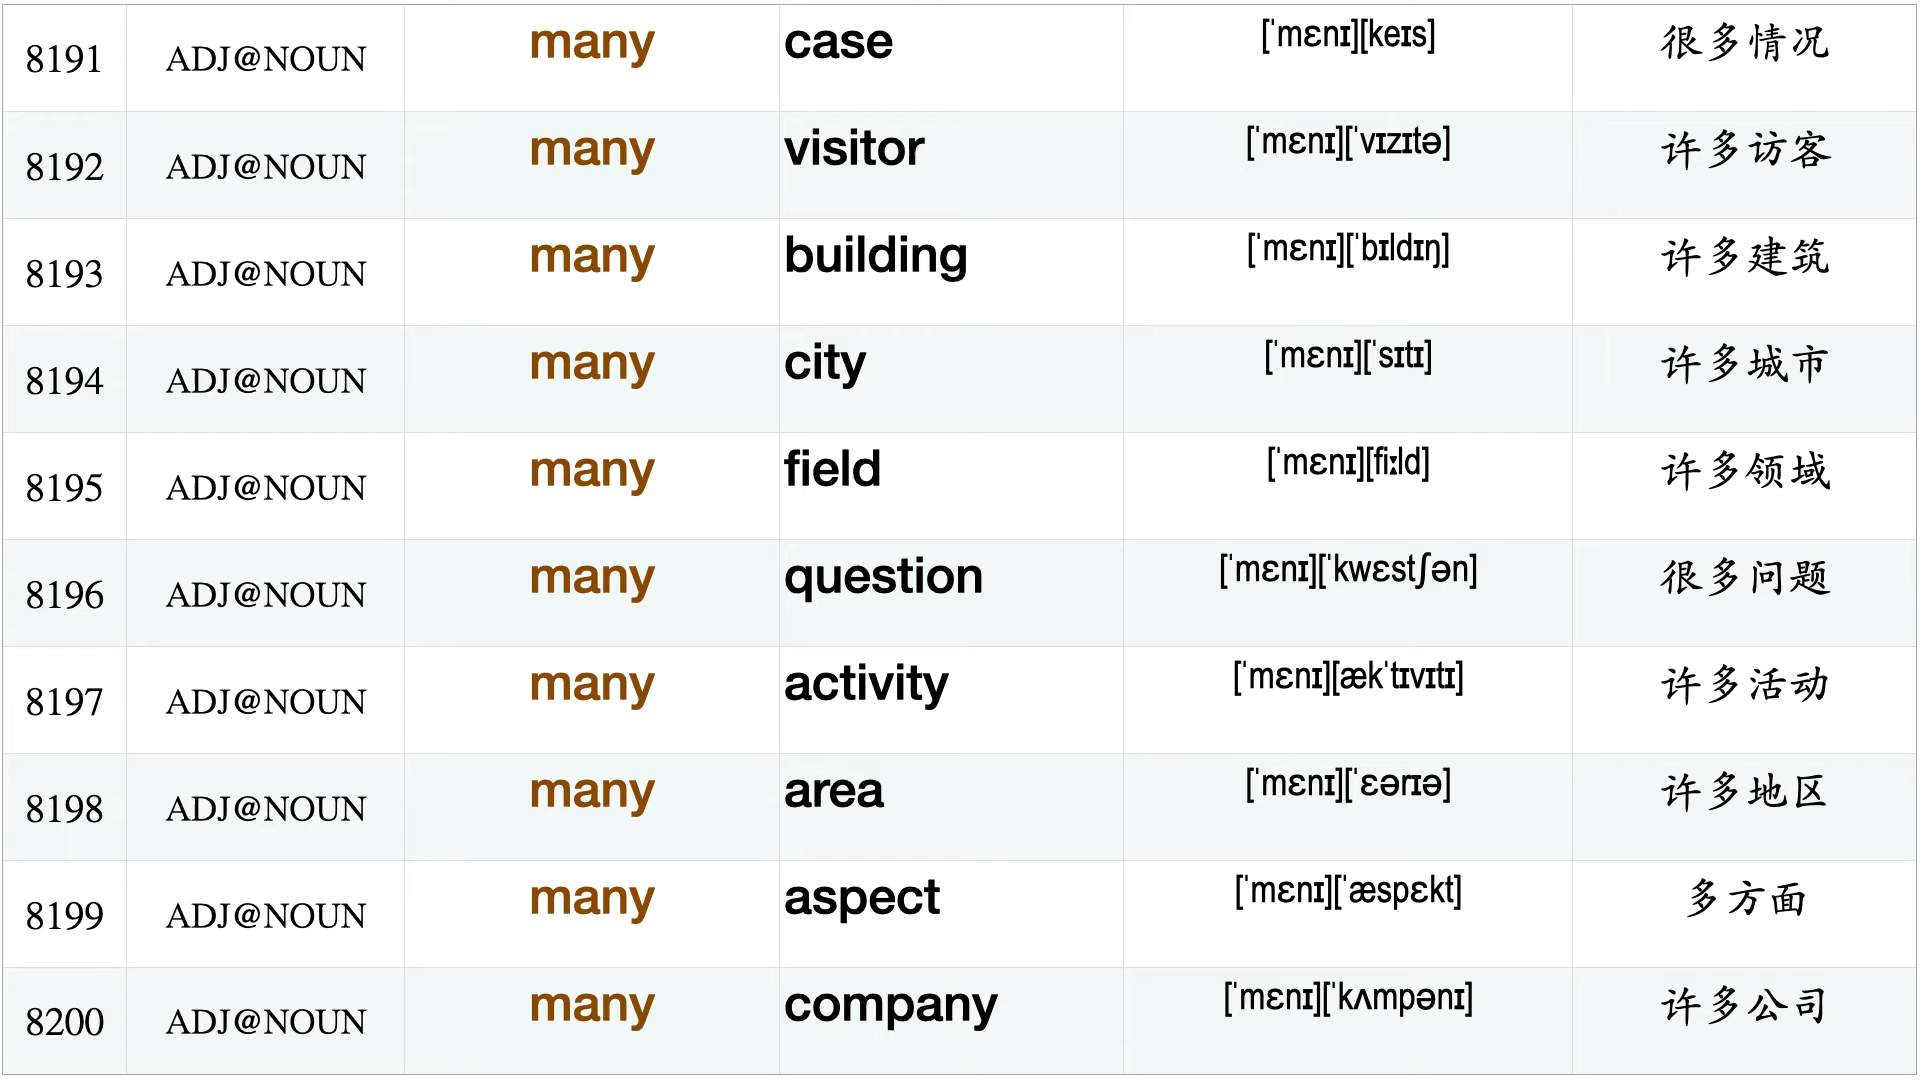 8191 ADJ@NOUN many case [ˈmɛnɪ][keɪs] 很多情况
8192 ADJ@NOUN many visitor [ˈmɛnɪ][ˈvɪzɪtə] 许多访客
8193 ADJ@NOUN many building [ˈmɛnɪ][ˈbɪldɪŋ] 许多建筑
8194 ADJ@NOUN many city [ˈmɛnɪ][ˈsɪtɪ] 许多城市
8195 ADJ@NOUN many field [ˈmɛnɪ][fiːld] 许多领域
8196 ADJ@NOUN many question [ˈmɛnɪ][ˈkwɛstʃən] 很多问题
8197 ADJ@NOUN many activity [ˈmɛnɪ][ækˈtɪvɪtɪ] 许多活动
8198 ADJ@NOUN many area [ˈmɛnɪ][ˈɛərɪə] 许多地区
8199 ADJ@NOUN many aspect [ˈmɛnɪ][ˈæspɛkt] 多方面
8200 ADJ@NOUN many company [ˈmɛnɪ][ˈkʌmpənɪ] 许多公司